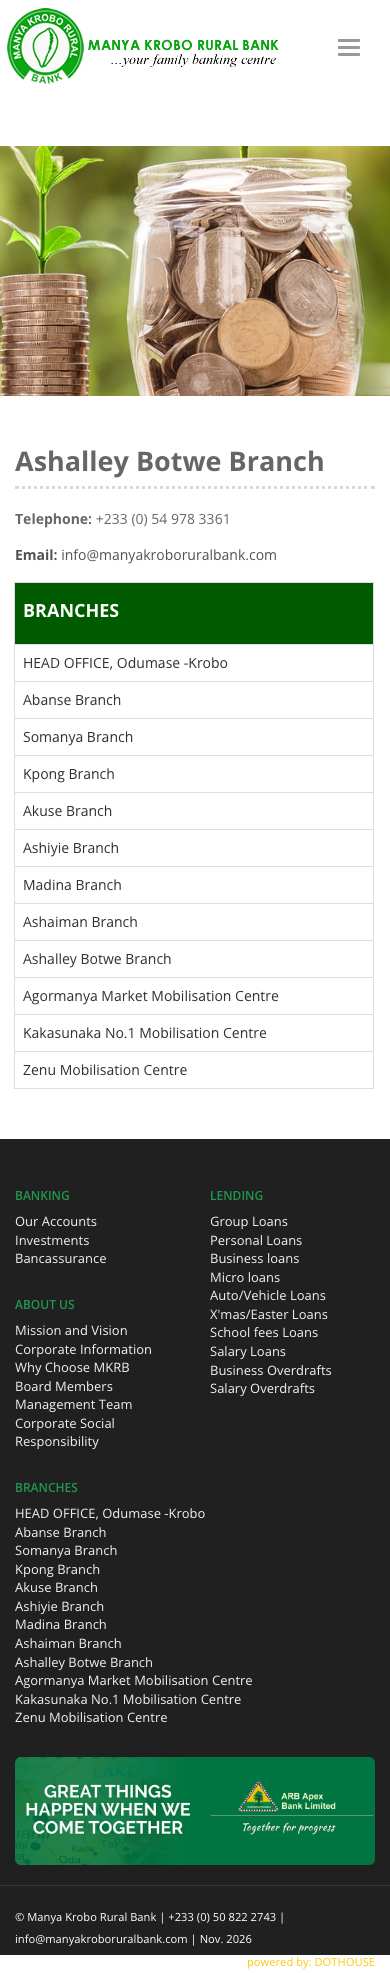 MANYA KROBO RURAL
BANK
MANYA KROBO RURAL BANK
...your family banking centre
Ashalley Botwe Branch
Telephone: +233 (0) 54 978 3361
Email: info@manyakroboruralbank.com
BRANCHES
HEAD OFFICE, Odumase -Krobo
Abanse Branch
Somanya Branch
Kpong Branch
Akuse Branch
Ashiyie Branch
Madina Branch
Ashaiman Branch
Ashalley Botwe Branch
Agormanya Market Mobilisation Centre
Kakasunaka No.1 Mobilisation Centre
Zenu Mobilisation Centre
BANKING
Our Accounts
Investments
Bancassurance
ABOUT US
Mission and Vision
Corporate Information
Why Choose MKRB
Board Members
Management Team
Corporate Social
Responsibility
LENDING
Group Loans
Personal Loans
Business loans
Micro loans
Auto/Vehicle Loans
X'mas/Easter Loans
School fees Loans
Salary Loans
Business Overdrafts
Salary Overdrafts
BRANCHES
HEAD OFFICE, Odumase -Krobo
Abanse Branch
Somanya Branch
Kpong Branch
Akuse Branch
Ashiyie Branch
Madina Branch
Ashaiman Branch
Ashalley Botwe Branch
Agormanya Market Mobilisation Centre
Kakasunaka No.1 Mobilisation Centre
Zenu Mobilisation Centre
GREAT THINGS
HAPPEN WHEN WE
COME TOGETHER
ARB Apex
Bank Limited
Together for progress
© Manya Krobo Rural Bank | +233 (0) 50 822 2743 |
info@manyakroboruralbank.com | Nov. 2026
powered by: DOTHOUSE